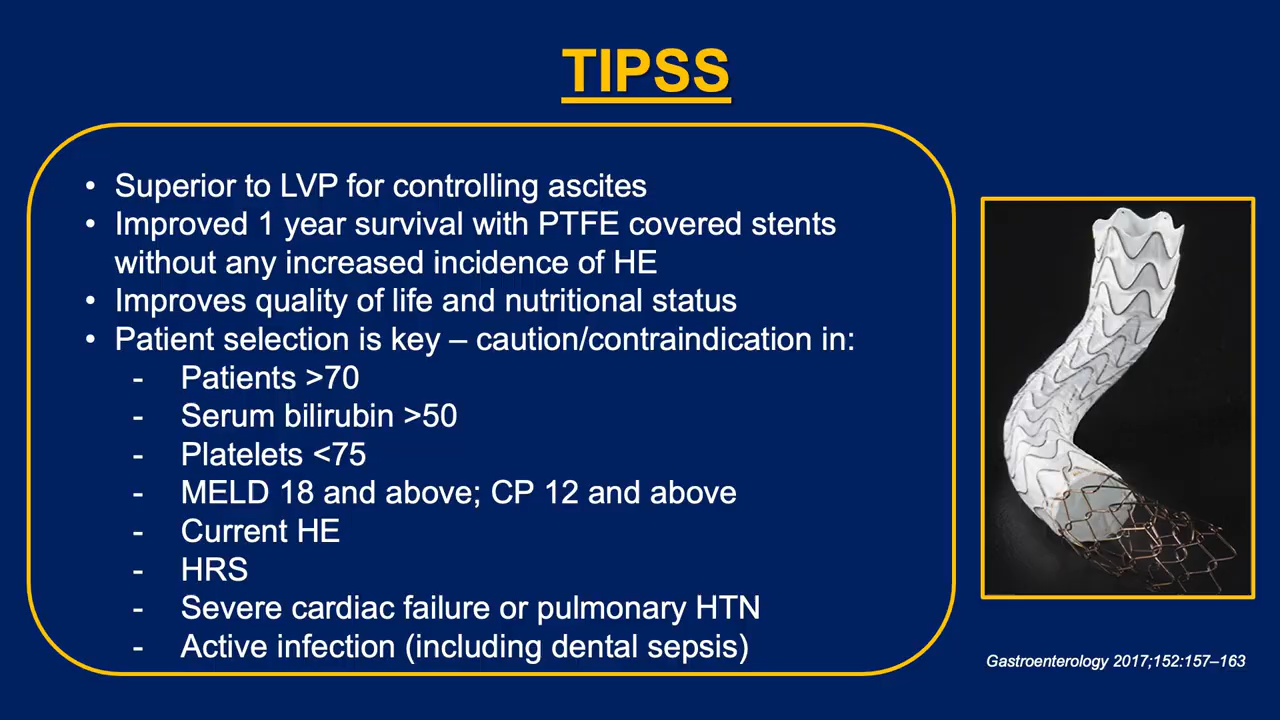 TIPSS
• Superior to LVP for controlling ascites
• Improved 1 year survival with PTFE covered stents
without any increased incidence of HE
• Improves quality of life and nutritional status
• Patient selection is key – caution/contraindication in:
- Patients >70
- Serum bilirubin >50
- Platelets <75
- MELD 18 and above; CP 12 and above
- Current HE
- HRS
- Severe cardiac failure or pulmonary HTN
- Active infection (including dental sepsis)
Gastroenterology 2017;152:157–163